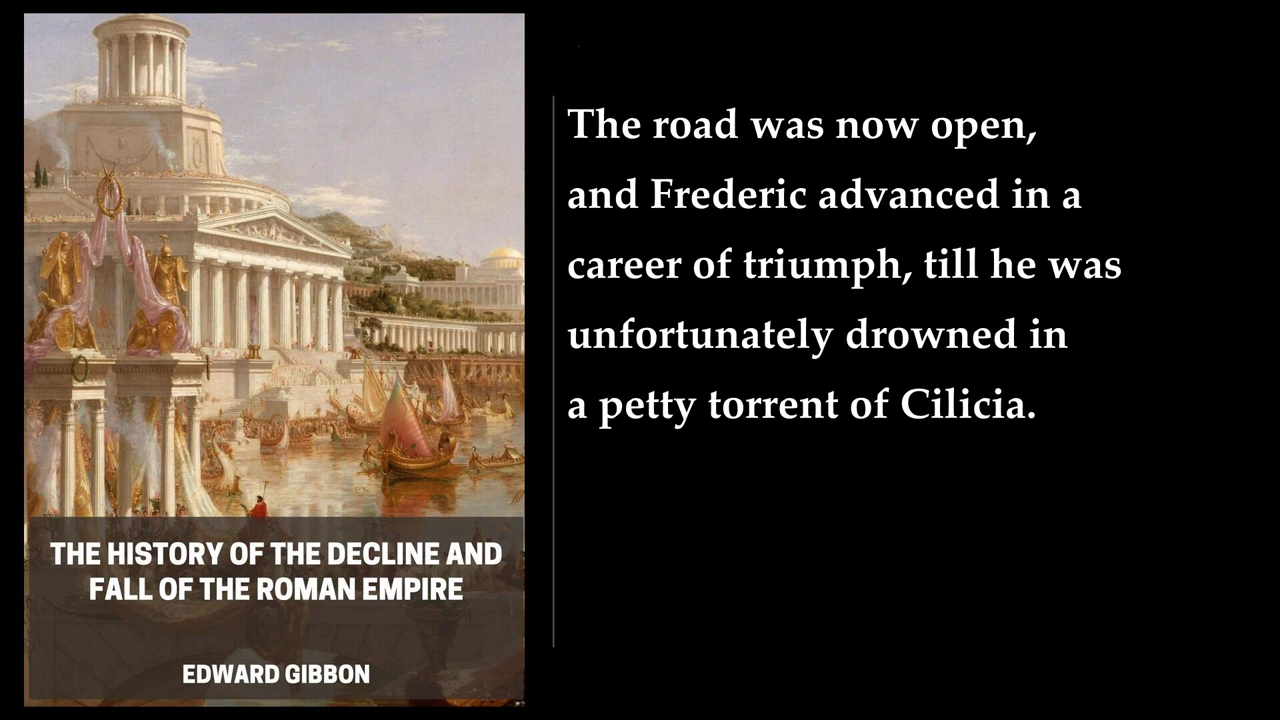 The road was now open,
and Frederic advanced in a
career of triumph, till he was
unfortunately drowned in
a petty torrent of Cilicia.
THE HISTORY OF THE DECLINE AND
FALL OF THE ROMAN EMPIRE
EDWARD GIBBON